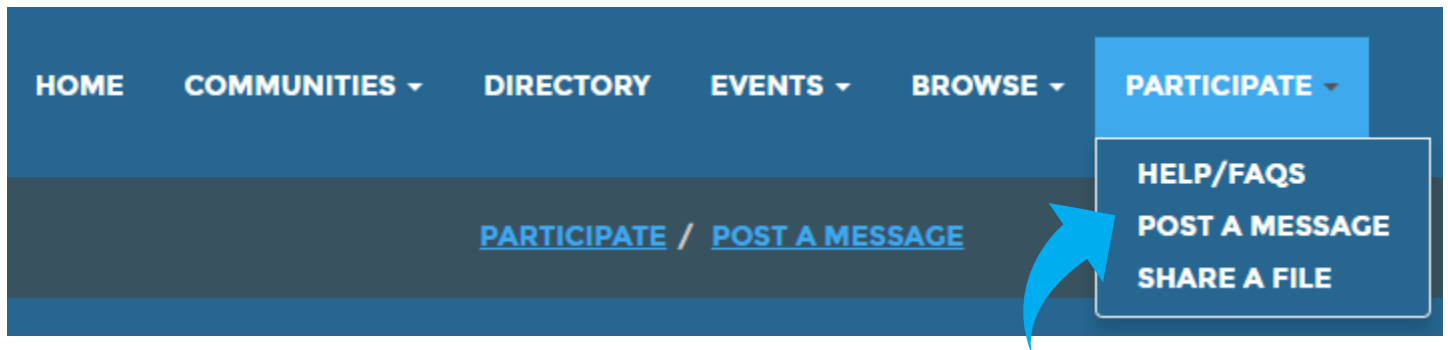 HOME COMMUNITIES DIRECTORY EVENTS BROWSE PARTICIPATE
HELP/FAQS
PARTICIPATE / POST A MESSAGE
POST A MESSAGE
SHARE A FILE